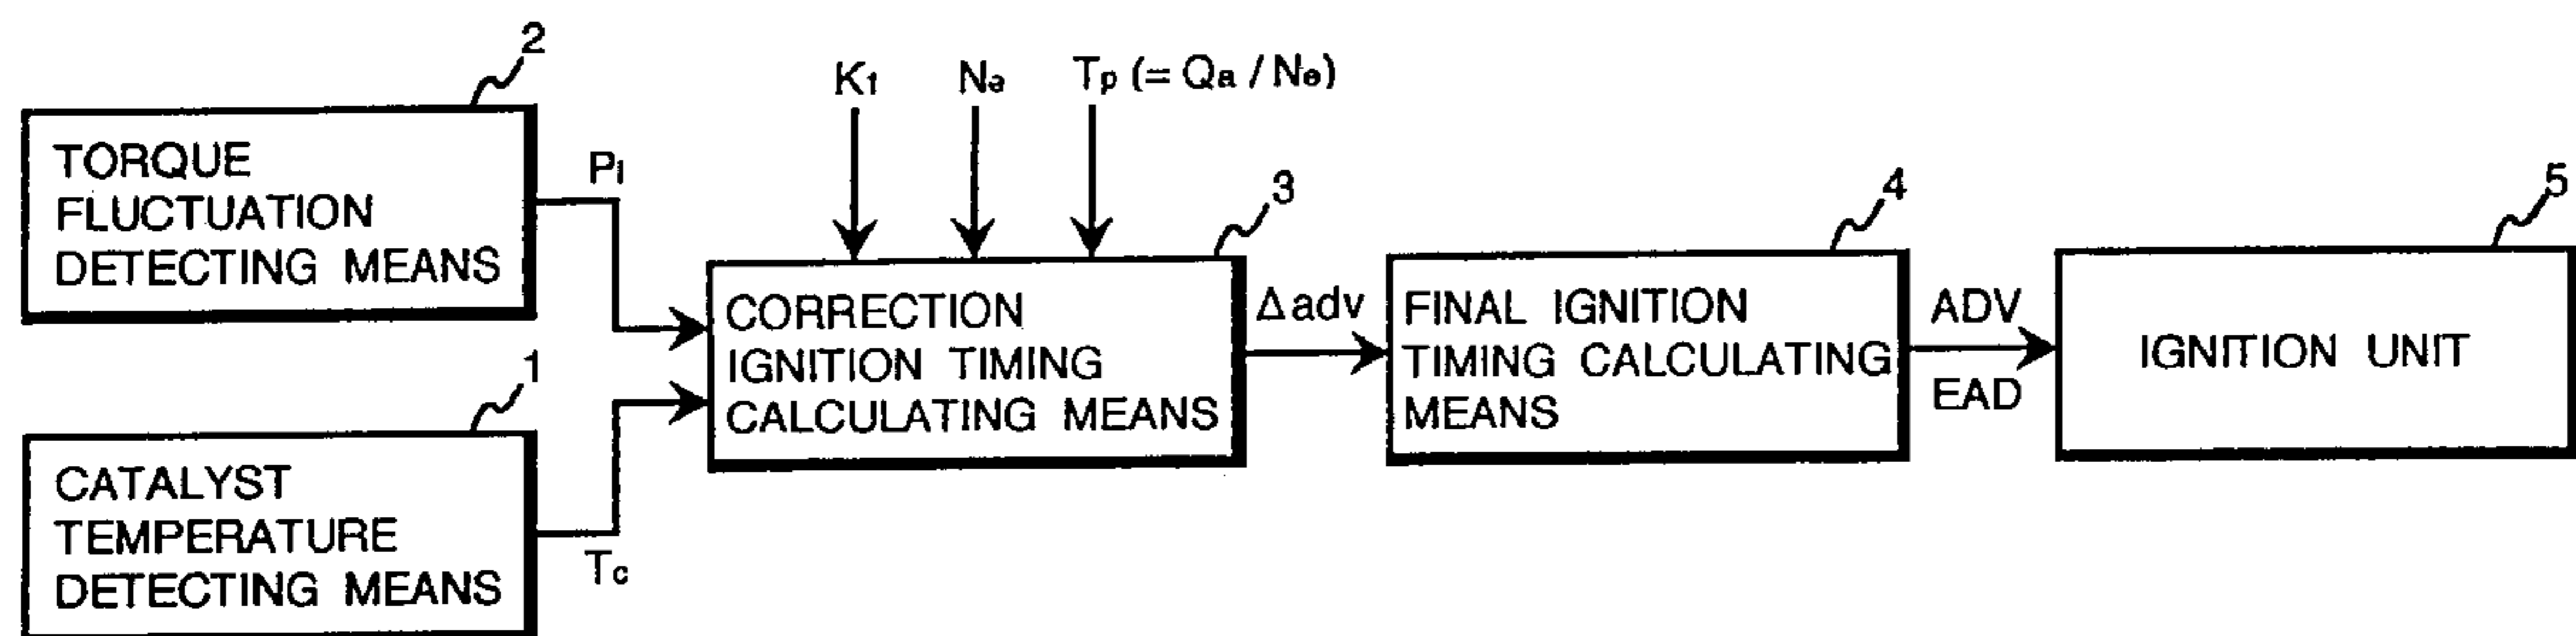 2
TORQUE
FLUCTUATION
DETECTING MEANS
Pi
K1
Ne
Tp (= Qa / Ne)
1
CATALYST
TEMPERATURE
DETECTING MEANS
Tc
3
CORRECTION
IGNITION TIMING
CALCULATING MEANS
Δadv
4
FINAL IGNITION
TIMING CALCULATING
MEANS
ADV
EAD
5
IGNITION UNIT